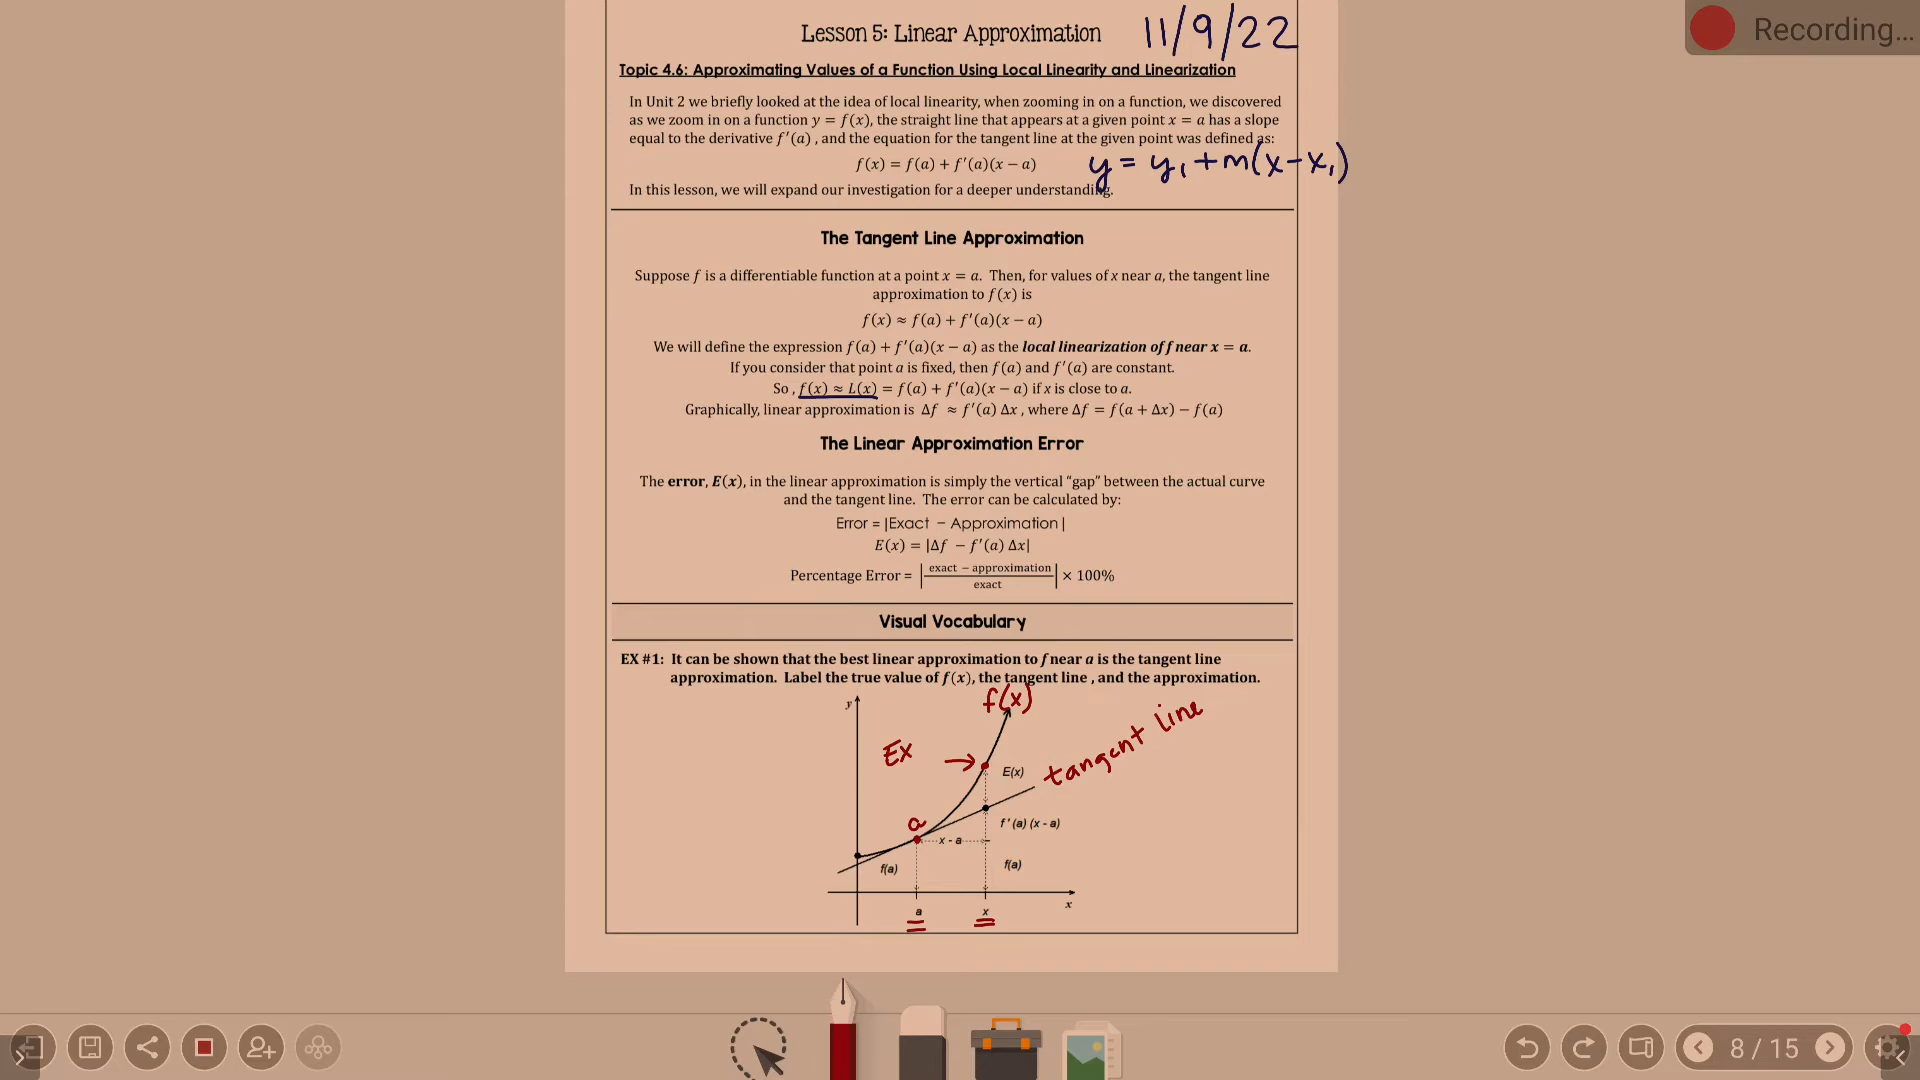 Lesson 5: Linear Approximation 11/9/22
Recording...
Topic 4.6: Approximating Values of a Function Using Local Linearity and Linearization
In Unit 2 we briefly looked at the idea of local linearity, when zooming in on a function, we discovered
as we zoom in on a function y = f(x), the straight line that appears at a given point x = a has a slope
equal to the derivative f'(a) , and the equation for the tangent line at the given point was defined as:
f(x) = f(a) + f'(a)(x − a) y = y₁ + m(x − x₁)
In this lesson, we will expand our investigation for a deeper understanding.
The Tangent Line Approximation
Suppose f is a differentiable function at a point x = a. Then, for values of x near a, the tangent line
approximation to f(x) is
f(x) ≈ f(a) + f'(a)(x − a)
We will define the expression f(a) + f'(a)(x − a) as the local linearization of f near x = a.
If you consider that point a is fixed, then f(a) and f'(a) are constant.
So , f(x) ≈ L(x) = f(a) + f'(a)(x − a) if x is close to a.
Graphically, linear approximation is Δf ≈ f'(a) Δx , where Δf = f(a + Δx) − f(a)
The Linear Approximation Error
The error, E(x), in the linear approximation is simply the vertical “gap” between the actual curve
and the tangent line. The error can be calculated by:
Error = |Exact − Approximation|
E(x) = |Δf − f'(a) Δx|
Percentage Error = |exact − approximation / exact| × 100%
Visual Vocabulary
EX #1: It can be shown that the best linear approximation to f near a is the tangent line
approximation. Label the true value of f(x), the tangent line , and the approximation.
y
f(x)
tangent line
Ex
E(x)
a
f'(a) (x - a)
x - a
f(a)
f(a)
a
x
x
8 / 15